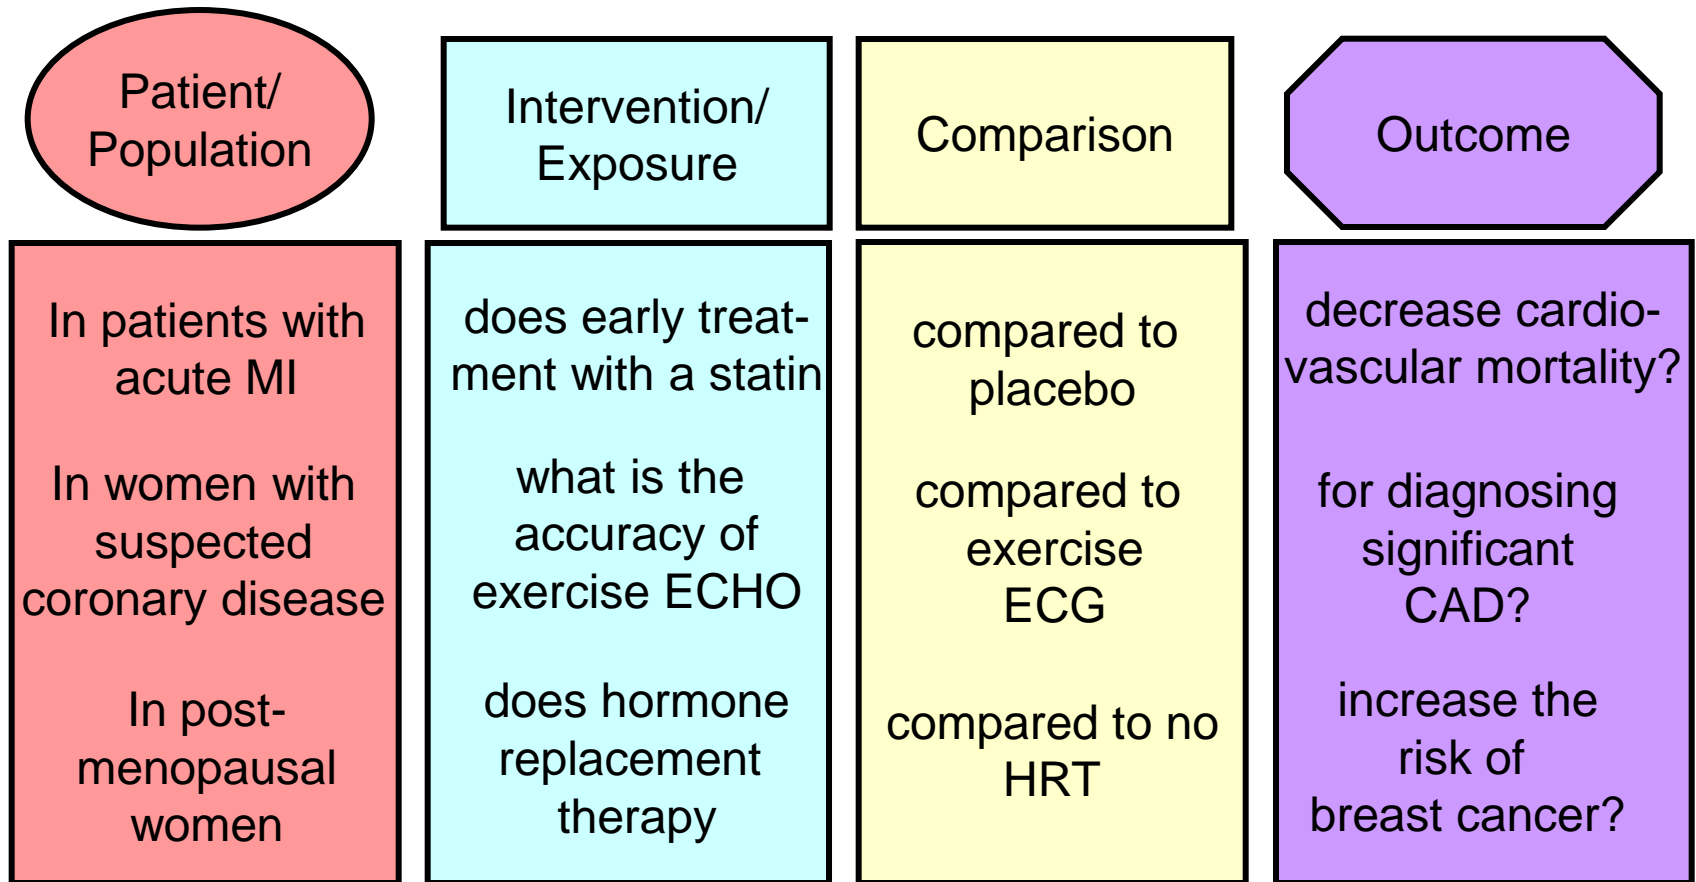 Patient/
Population
Intervention/
Exposure
Comparison
Outcome
In patients with
acute MI
does early treat-
ment with a statin
compared to
placebo
decrease cardio-
vascular mortality?
In women with
suspected
coronary disease
what is the
accuracy of
exercise ECHO
compared to
exercise
ECG
for diagnosing
significant
CAD?
In post-
menopausal
women
does hormone
replacement
therapy
compared to no
HRT
increase the
risk of
breast cancer?